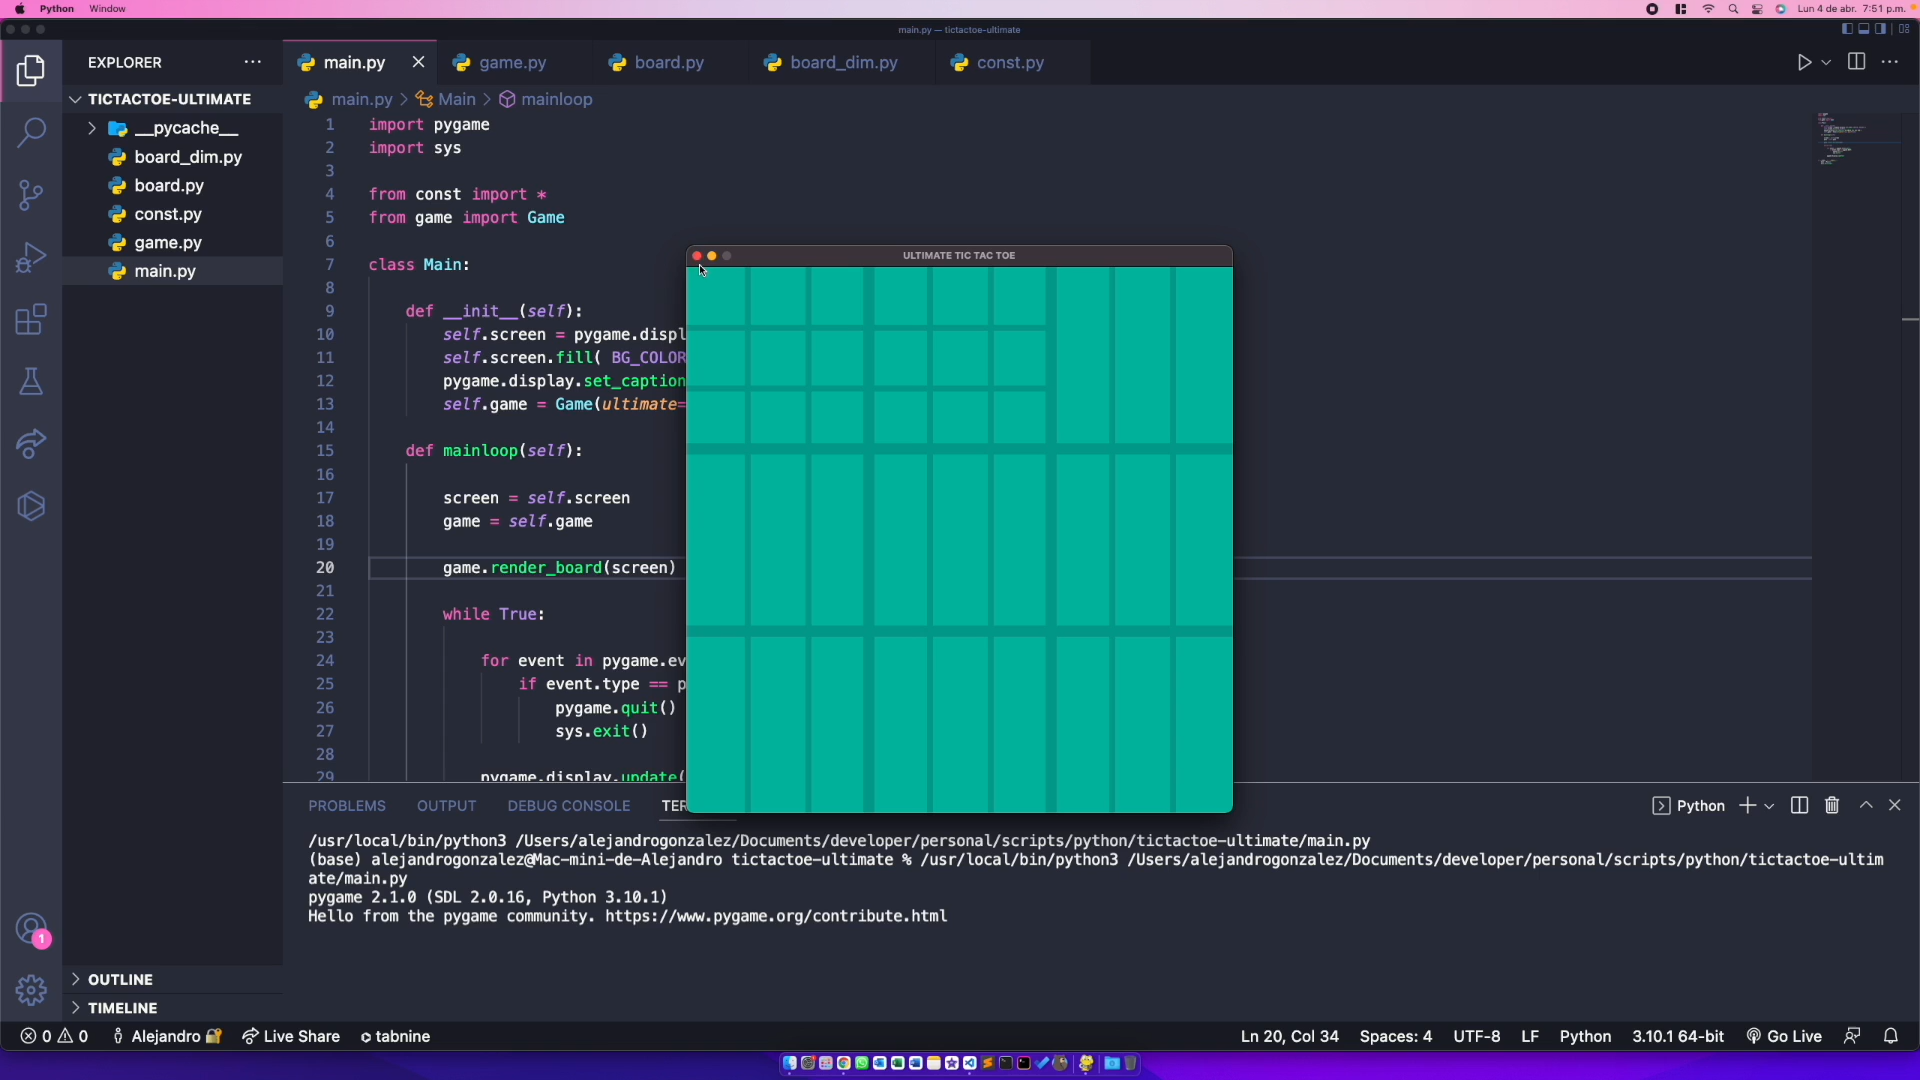 Python Window
Lun 4 de abr. 7:51 p.m.
main.py — tictactoe-ultimate
EXPLORER
main.py game.py board.py board_dim.py const.py
TICTACTOE-ULTIMATE
main.py > Main > mainloop
__pycache__
board_dim.py
board.py
const.py
game.py
main.py
1 import pygame
2 import sys
3
4 from const import *
5 from game import Game
6
7 class Main:
8
9 def __init__(self):
10 self.screen = pygame.displ
11 self.screen.fill( BG_COLOR
12 pygame.display.set_caption
13 self.game = Game(ultimate=
14
15 def mainloop(self):
16
17 screen = self.screen
18 game = self.game
19
20 game.render_board(screen)
21
22 while True:
23
24 for event in pygame.ev
25 if event.type == p
26 pygame.quit()
27 sys.exit()
28
29 pygame.display.update(
ULTIMATE TIC TAC TOE
PROBLEMS OUTPUT DEBUG CONSOLE TER
Python
/usr/local/bin/python3 /Users/alejandrogonzalez/Documents/developer/personal/scripts/python/tictactoe-ultimate/main.py
(base) alejandrogonzalez@Mac-mini-de-Alejandro tictactoe-ultimate % /usr/local/bin/python3 /Users/alejandrogonzalez/Documents/developer/personal/scripts/python/tictactoe-ultim
ate/main.py
pygame 2.1.0 (SDL 2.0.16, Python 3.10.1)
Hello from the pygame community. https://www.pygame.org/contribute.html
1
OUTLINE
TIMELINE
0 0 Alejandro Live Share tabnine
Ln 20, Col 34 Spaces: 4 UTF-8 LF Python 3.10.1 64-bit Go Live